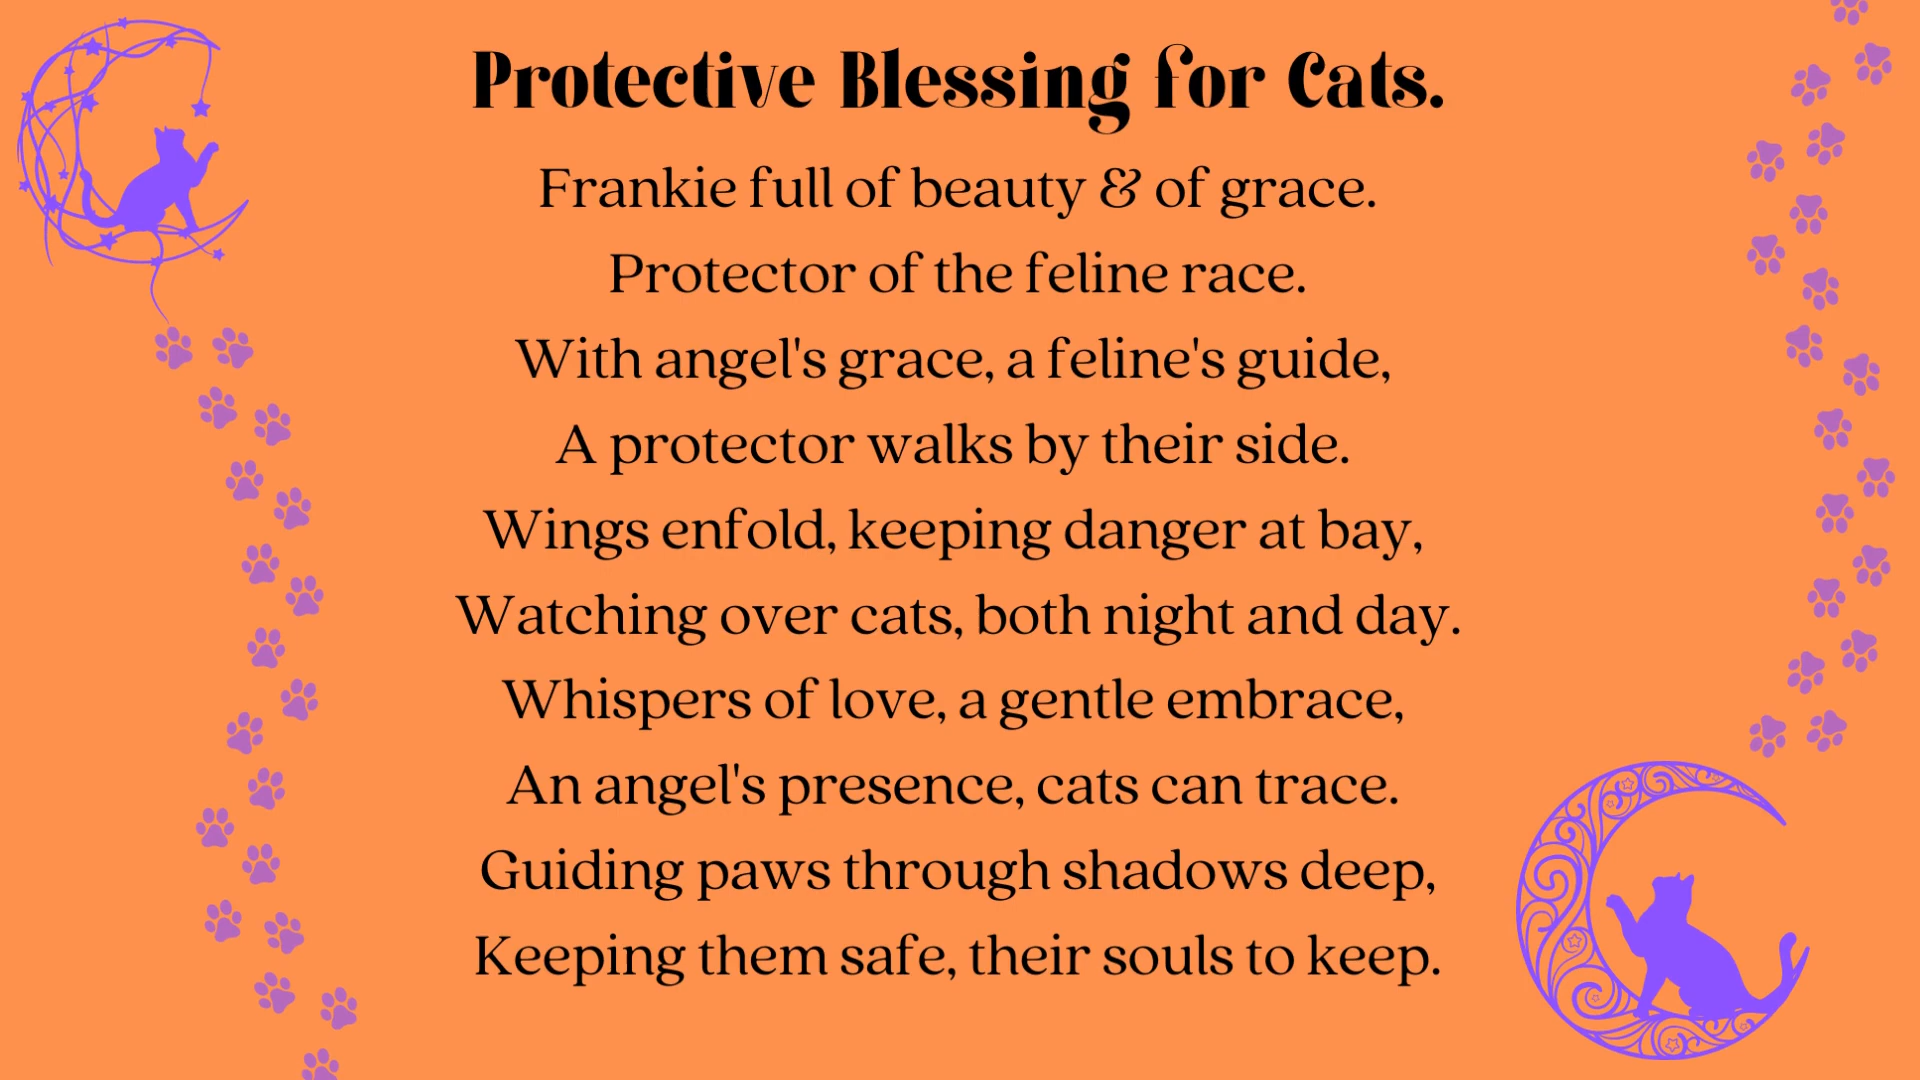 Protective Blessing for Cats.
Frankie full of beauty & of grace.
Protector of the feline race.
With angel's grace, a feline's guide,
A protector walks by their side.
Wings enfold, keeping danger at bay,
Watching over cats, both night and day.
Whispers of love, a gentle embrace,
An angel's presence, cats can trace.
Guiding paws through shadows deep,
Keeping them safe, their souls to keep.